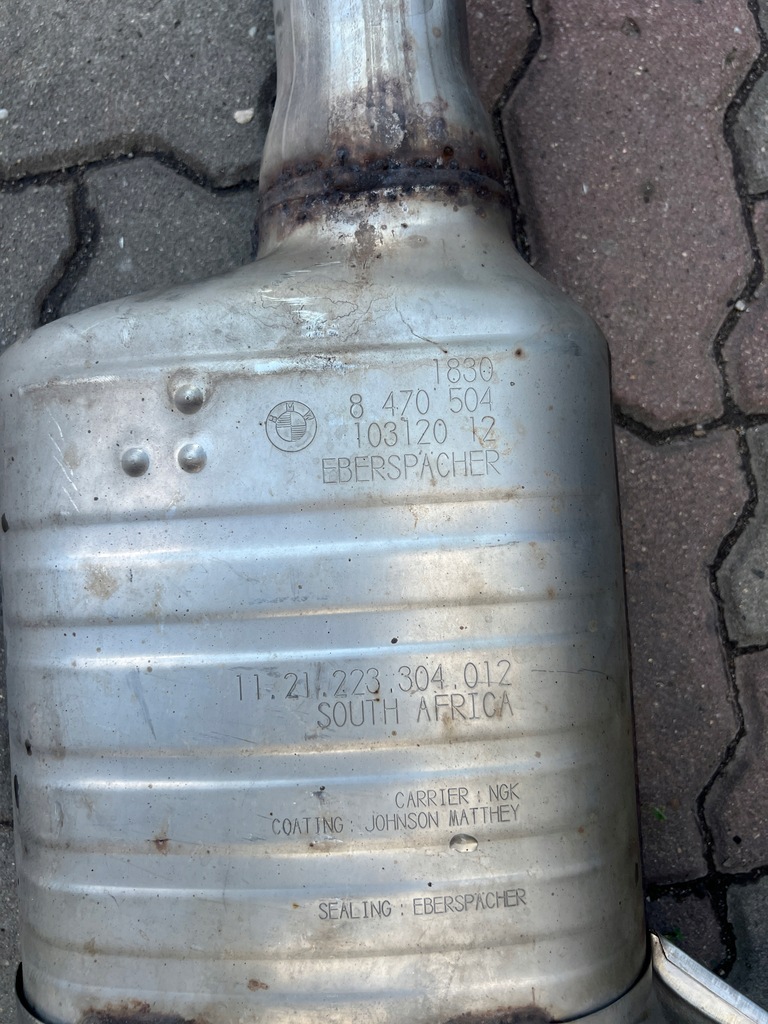 1830
8 470 504
BMW
103120 12
EBERSPÄCHER
11.21.223.304.012
SOUTH AFRICA
CARRIER : NGK
COATING : JOHNSON MATTHEY
SEALING : EBERSPÄCHER